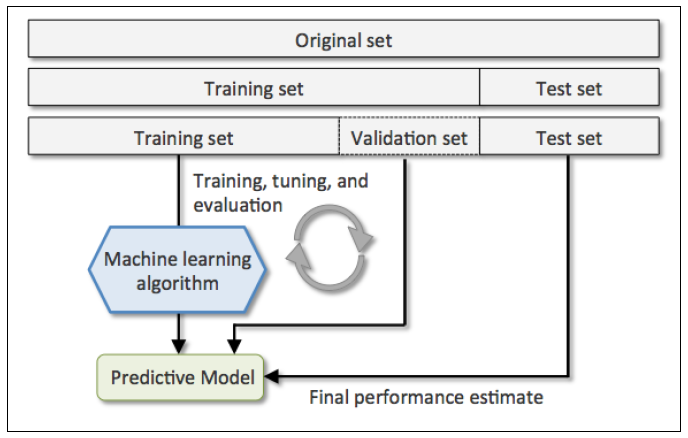 Original set
Training set
Test set
Training set
Validation set
Test set
Training, tuning, and
evaluation
Machine learning
algorithm
Predictive Model
Final performance estimate